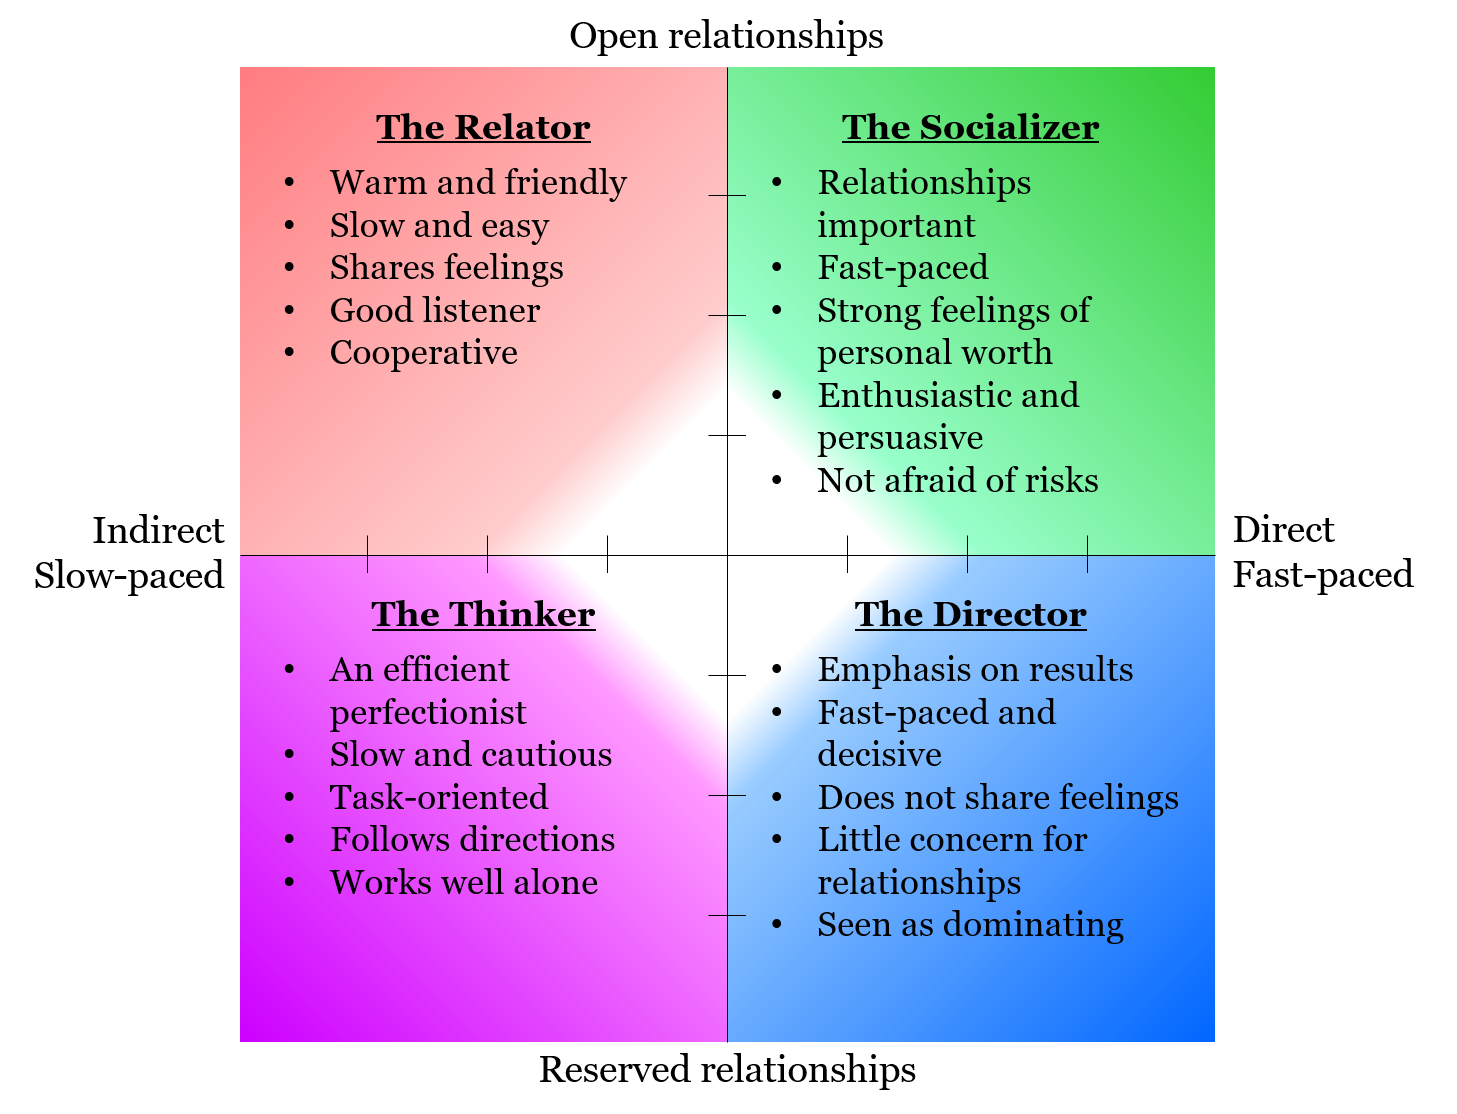 Open relationships
The Relator
• Warm and friendly
• Slow and easy
• Shares feelings
• Good listener
• Cooperative
The Socializer
• Relationships
important
• Fast-paced
• Strong feelings of
personal worth
• Enthusiastic and
persuasive
• Not afraid of risks
Indirect
Slow-paced
Direct
Fast-paced
The Thinker
• An efficient
perfectionist
• Slow and cautious
• Task-oriented
• Follows directions
• Works well alone
The Director
• Emphasis on results
• Fast-paced and
decisive
• Does not share feelings
• Little concern for
relationships
• Seen as dominating
Reserved relationships